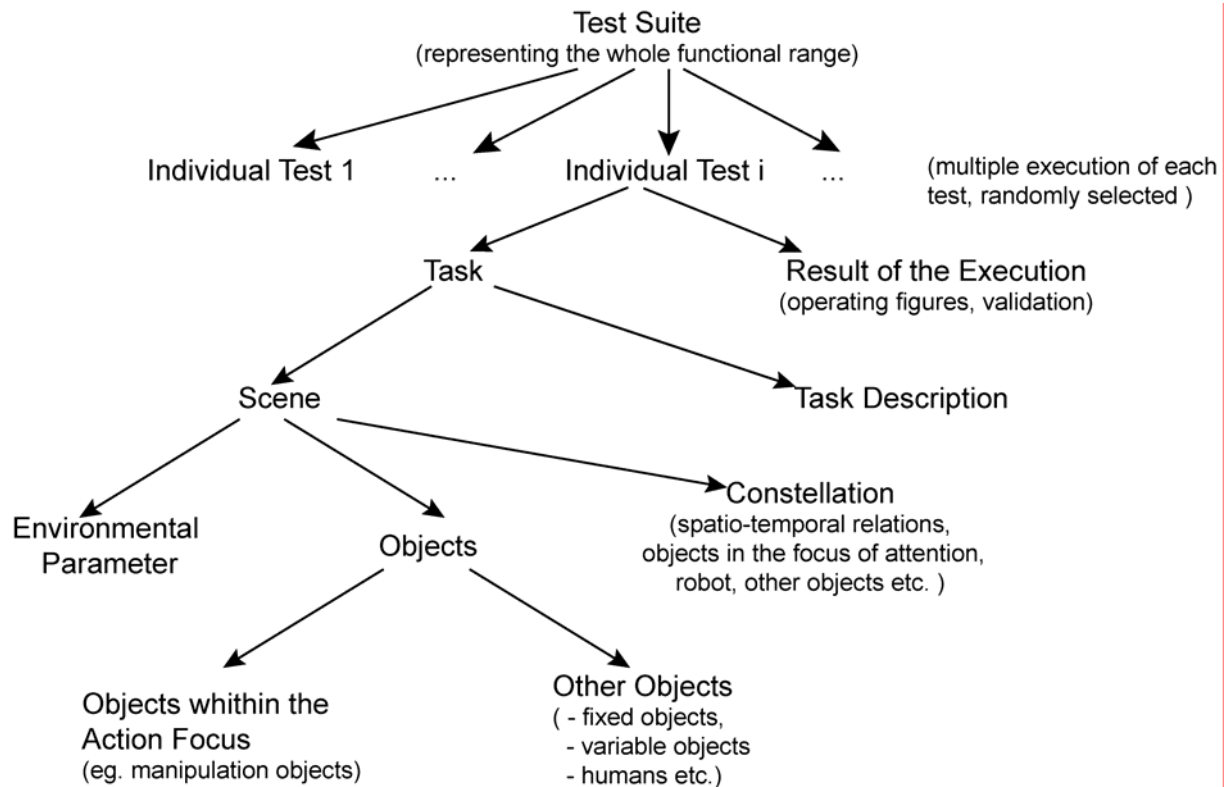 Test Suite
(representing the whole functional range)
Individual Test 1
...
Individual Test i
...
(multiple execution of each
test, randomly selected )
Task
Result of the Execution
(operating figures, validation)
Scene
Task Description
Environmental
Parameter
Objects
Constellation
(spatio-temporal relations,
objects in the focus of attention,
robot, other objects etc. )
Objects whithin the
Action Focus
(eg. manipulation objects)
Other Objects
( - fixed objects,
- variable objects
- humans etc.)